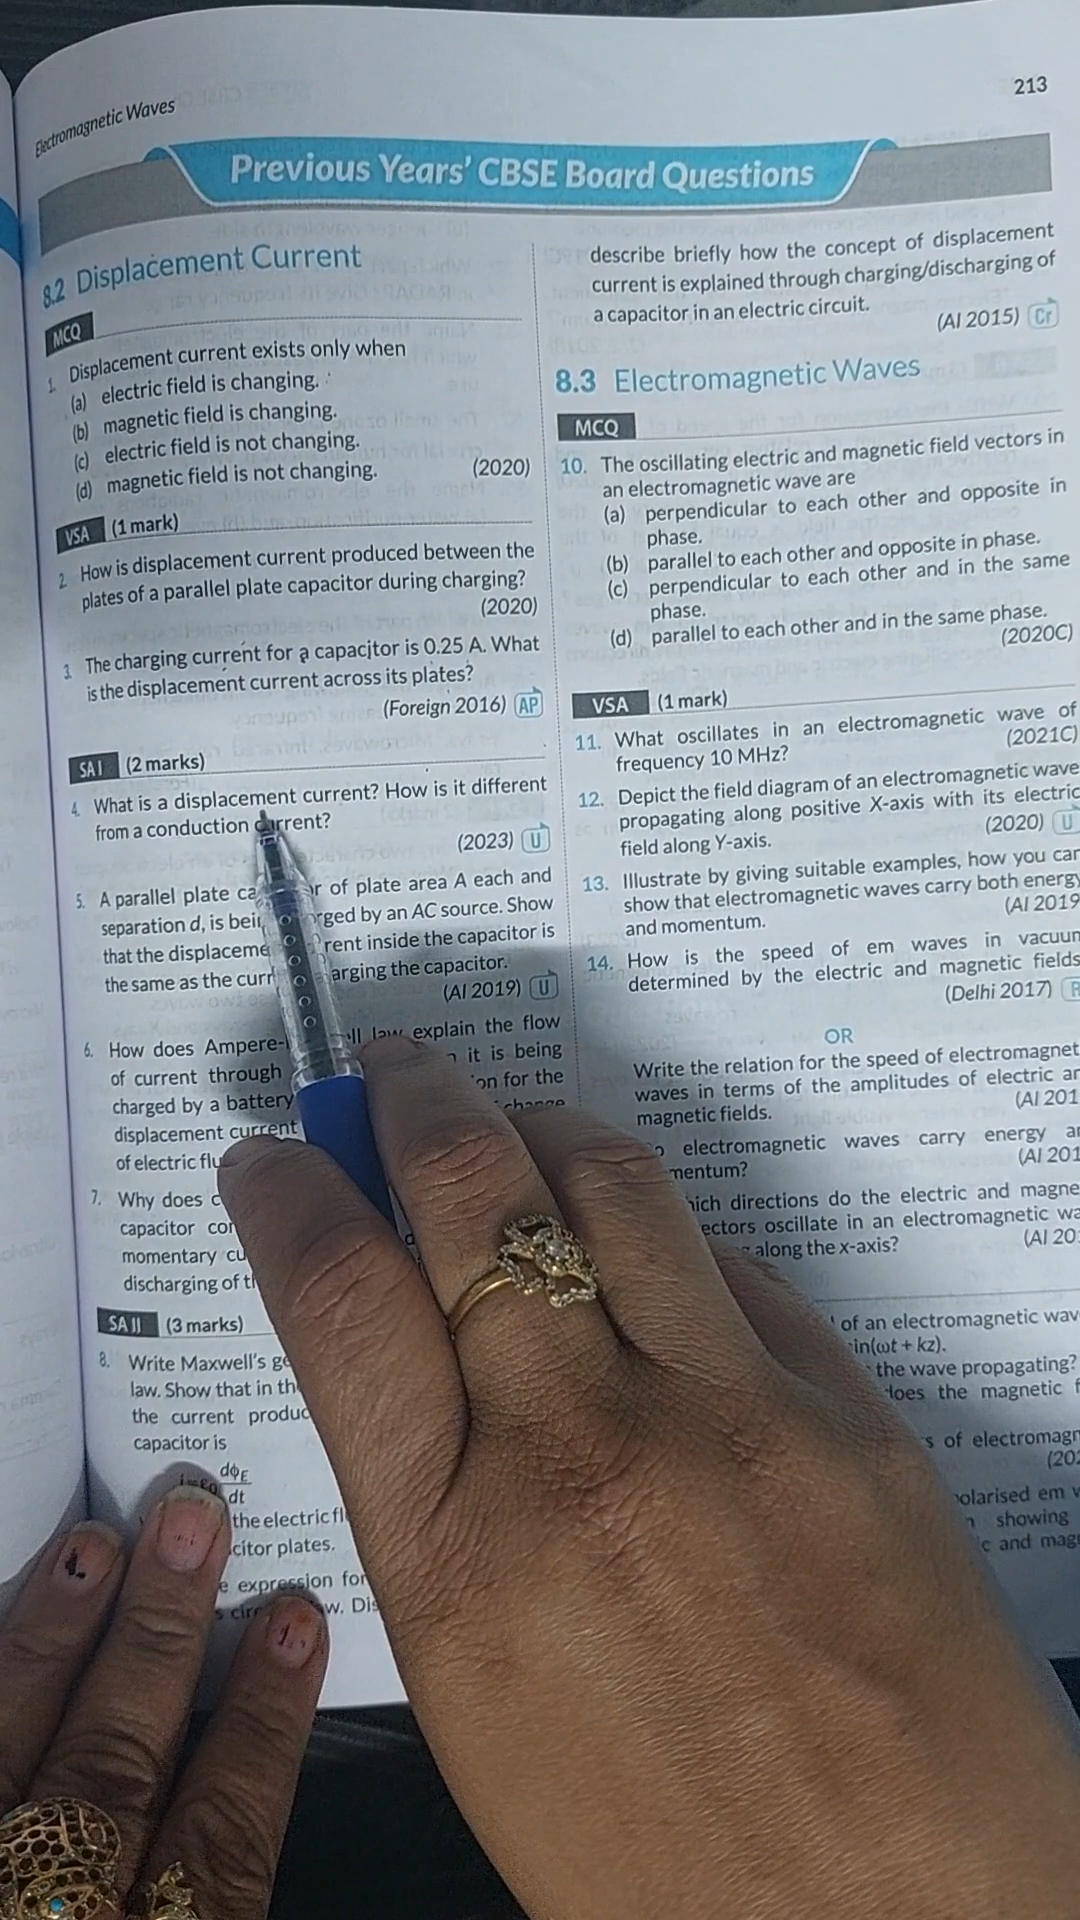 213
Electromagnetic Waves
Previous Years' CBSE Board Questions
8.2 Displacement Current
MCQ
1. Displacement current exists only when
(a) electric field is changing.
(b) magnetic field is changing.
(c) electric field is not changing.
(d) magnetic field is not changing. (2020)
VSA (1 mark)
2. How is displacement current produced between the
plates of a parallel plate capacitor during charging?
(2020)
3. The charging current for a capacitor is 0.25 A. What
is the displacement current across its plates?
(Foreign 2016) AP
SA I (2 marks)
4. What is a displacement current? How is it different
from a conduction current?
(2023) U
5. A parallel plate ca r of plate area A each and
separation d, is bei rged by an AC source. Show
that the displaceme rent inside the capacitor is
the same as the curr arging the capacitor.
(AI 2019) U
6. How does Ampere- ll law explain the flow
of current through it is being
charged by a battery on for the
displacement current change
of electric flu
7. Why does c
capacitor con
momentary cu
discharging of th
SA II (3 marks)
8. Write Maxwell's ge
law. Show that in th
the current produc
capacitor is
i=ε0 dϕE/dt
the electric fl
citor plates.
e expression for
s circ w. Dis
describe briefly how the concept of displacement
current is explained through charging/discharging of
a capacitor in an electric circuit.
(AI 2015) Cr
8.3 Electromagnetic Waves
MCQ
10. The oscillating electric and magnetic field vectors in
an electromagnetic wave are
(a) perpendicular to each other and opposite in
phase.
(b) parallel to each other and opposite in phase.
(c) perpendicular to each other and in the same
phase.
(d) parallel to each other and in the same phase.
(2020C)
VSA (1 mark)
11. What oscillates in an electromagnetic wave of
frequency 10 MHz? (2021C)
12. Depict the field diagram of an electromagnetic wave
propagating along positive X-axis with its electric
field along Y-axis. (2020) U
13. Illustrate by giving suitable examples, how you can
show that electromagnetic waves carry both energy
and momentum. (AI 2019
14. How is the speed of em waves in vacuum
determined by the electric and magnetic fields
(Delhi 2017)
OR
Write the relation for the speed of electromagnet
waves in terms of the amplitudes of electric an
magnetic fields. (AI 201
electromagnetic waves carry energy an
mentum? (AI 201
hich directions do the electric and magne
ectors oscillate in an electromagnetic wa
along the x-axis? (AI 20
of an electromagnetic wav
in(ωt + kz).
the wave propagating?
does the magnetic f
s of electromagn
(202
polarised em w
showing
c and magn